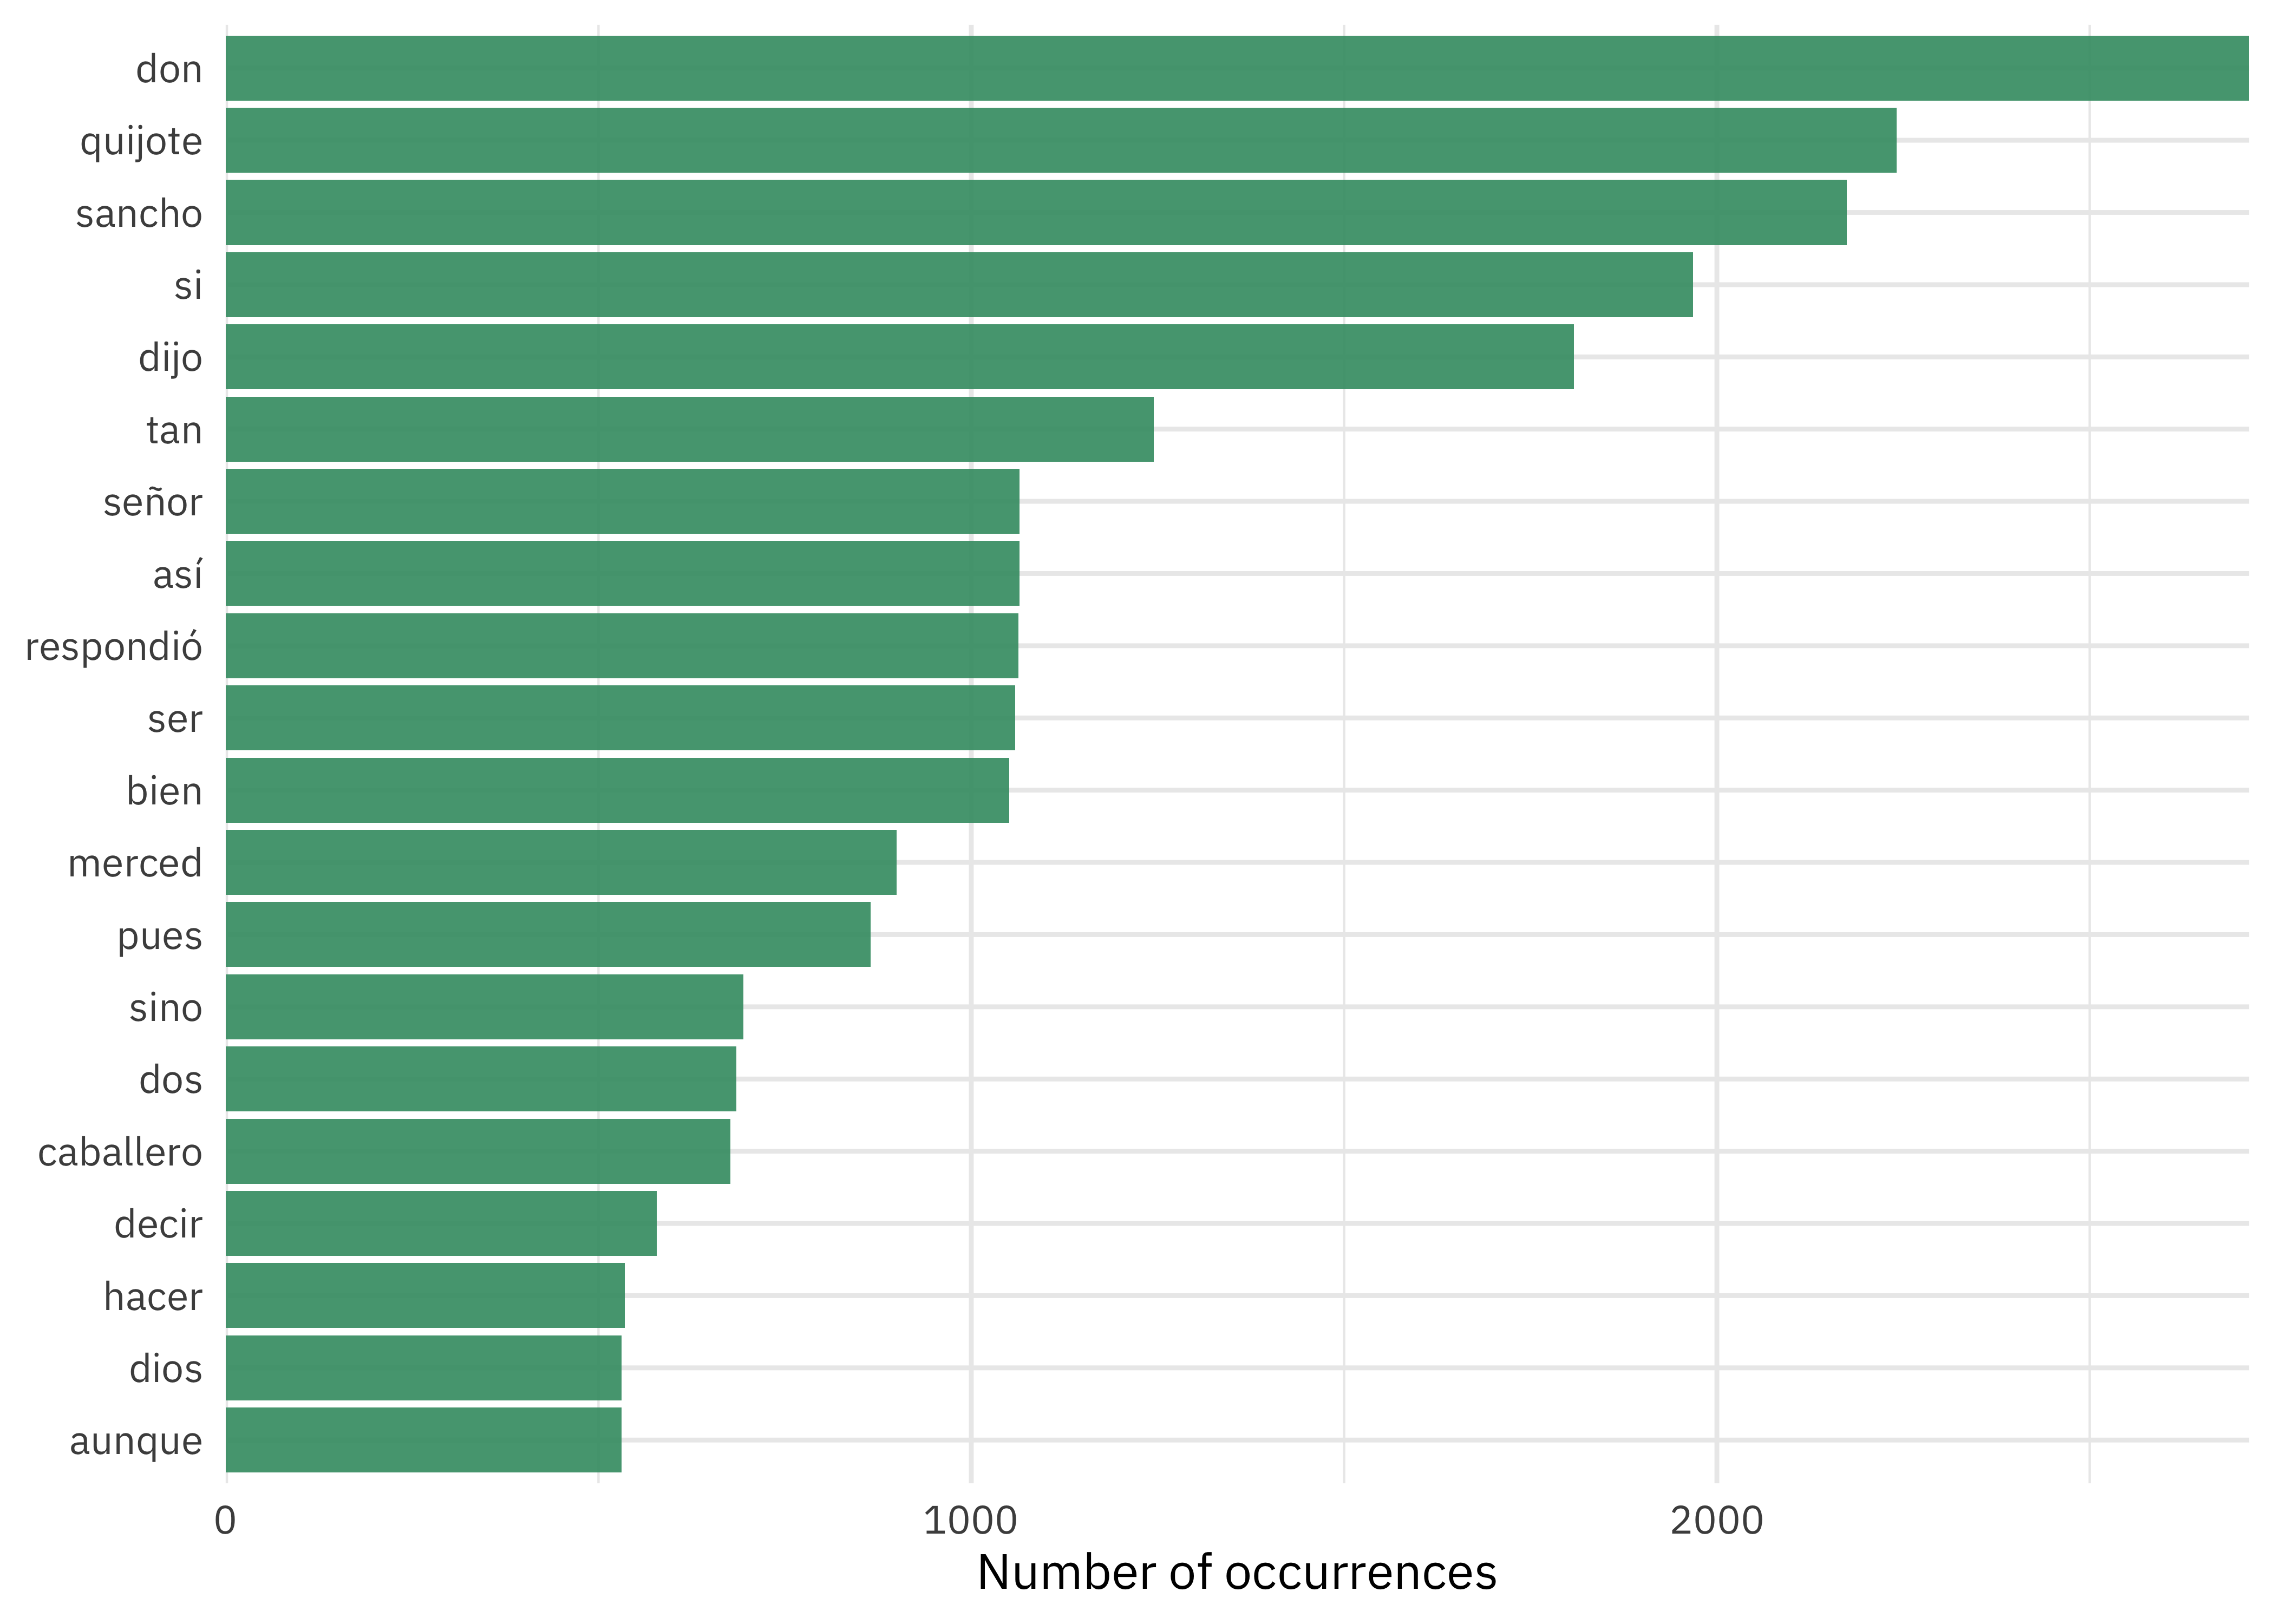 don
quijote
sancho
si
dijo
tan
señor
así
respondió
ser
bien
merced
pues
sino
dos
caballero
decir
hacer
dios
aunque
0 1000 2000
Number of occurrences